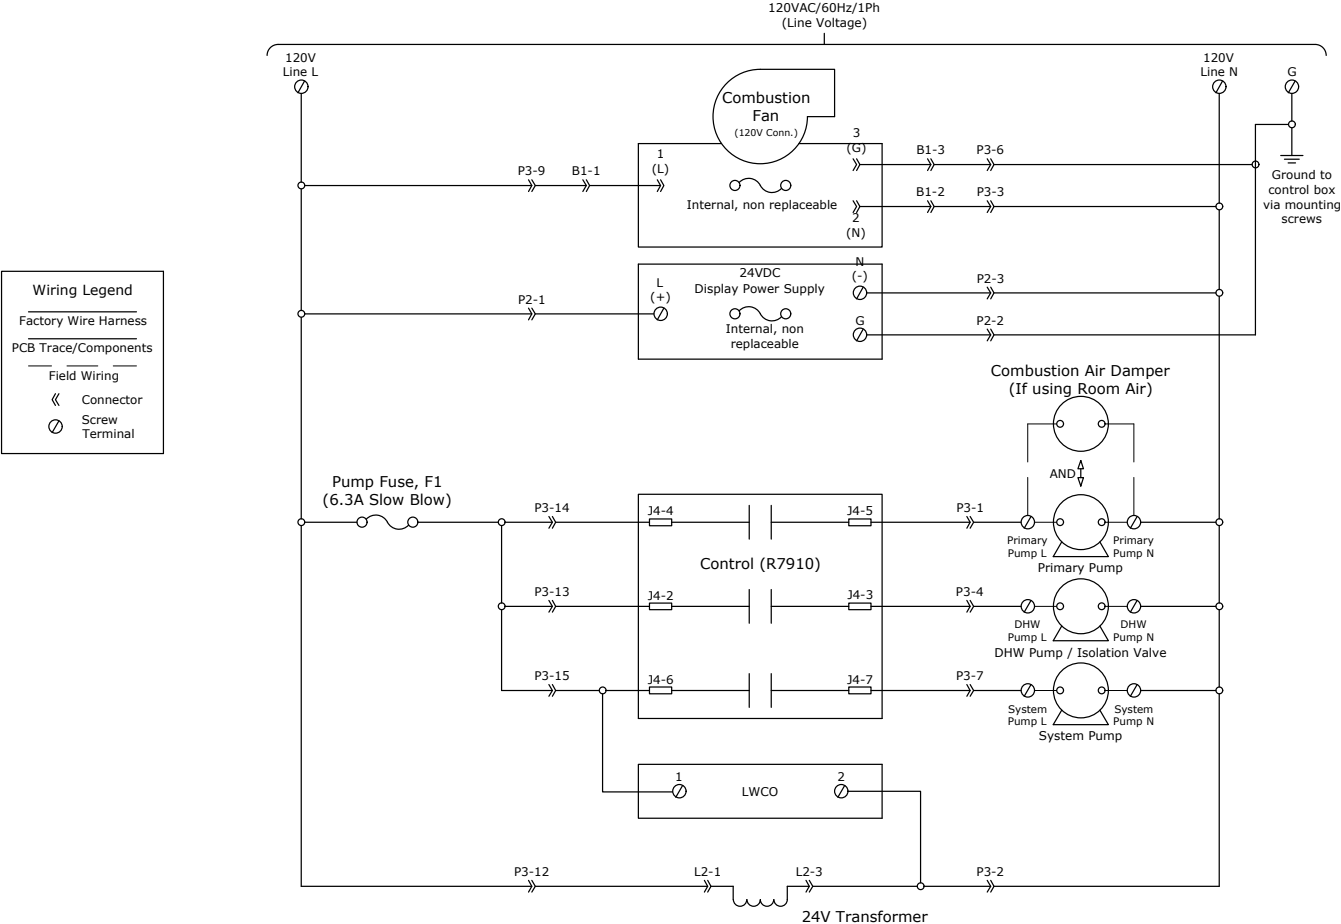 120VAC/60Hz/1Ph
(Line Voltage)
120V
Line L
120V
Line N
G
Combustion
Fan
(120V Conn.)
3
(G)
1
(L)
B1-3
P3-6
P3-9
B1-1
Internal, non replaceable
B1-2
P3-3
2
(N)
Ground to
control box
via mounting
screws
24VDC
Display Power Supply
N
(-)
L
(+)
P2-3
P2-1
Internal, non
replaceable
G
P2-2
Wiring Legend
Factory Wire Harness
PCB Trace/Components
Field Wiring
Connector
Screw
Terminal
Combustion Air Damper
(If using Room Air)
AND
Pump Fuse, F1
(6.3A Slow Blow)
P3-14
J4-4
J4-5
P3-1
Primary
Pump L
Primary
Pump N
Primary Pump
Control (R7910)
P3-13
J4-2
J4-3
P3-4
DHW
Pump L
DHW
Pump N
DHW Pump / Isolation Valve
P3-15
J4-6
J4-7
P3-7
System
Pump L
System
Pump N
System Pump
1
LWCO
2
P3-12
L2-1
L2-3
P3-2
24V Transformer